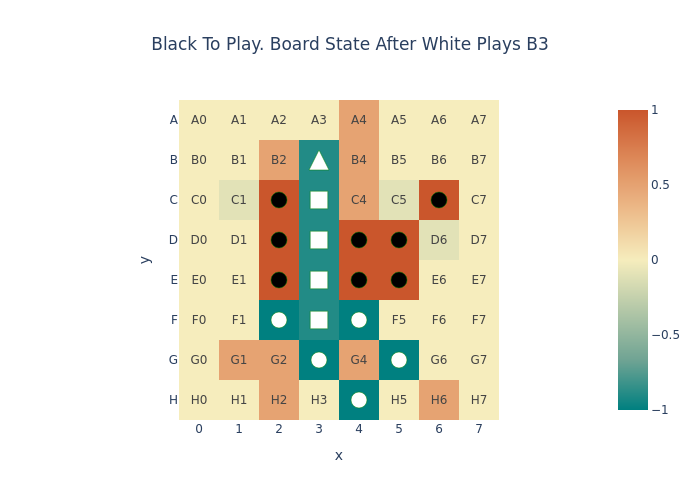 Black To Play. Board State After White Plays B3
A A0 A1 A2 A3 A4 A5 A6 A7
B B0 B1 B2 B4 B5 B6 B7
C C0 C1 C4 C5 C7
D D0 D1 D6 D7
E E0 E1 E6 E7
F F0 F1 F5 F6 F7
G G0 G1 G2 G4 G6 G7
H H0 H1 H2 H3 H5 H6 H7
0 1 2 3 4 5 6 7
x
y
1
0.5
0
−0.5
−1